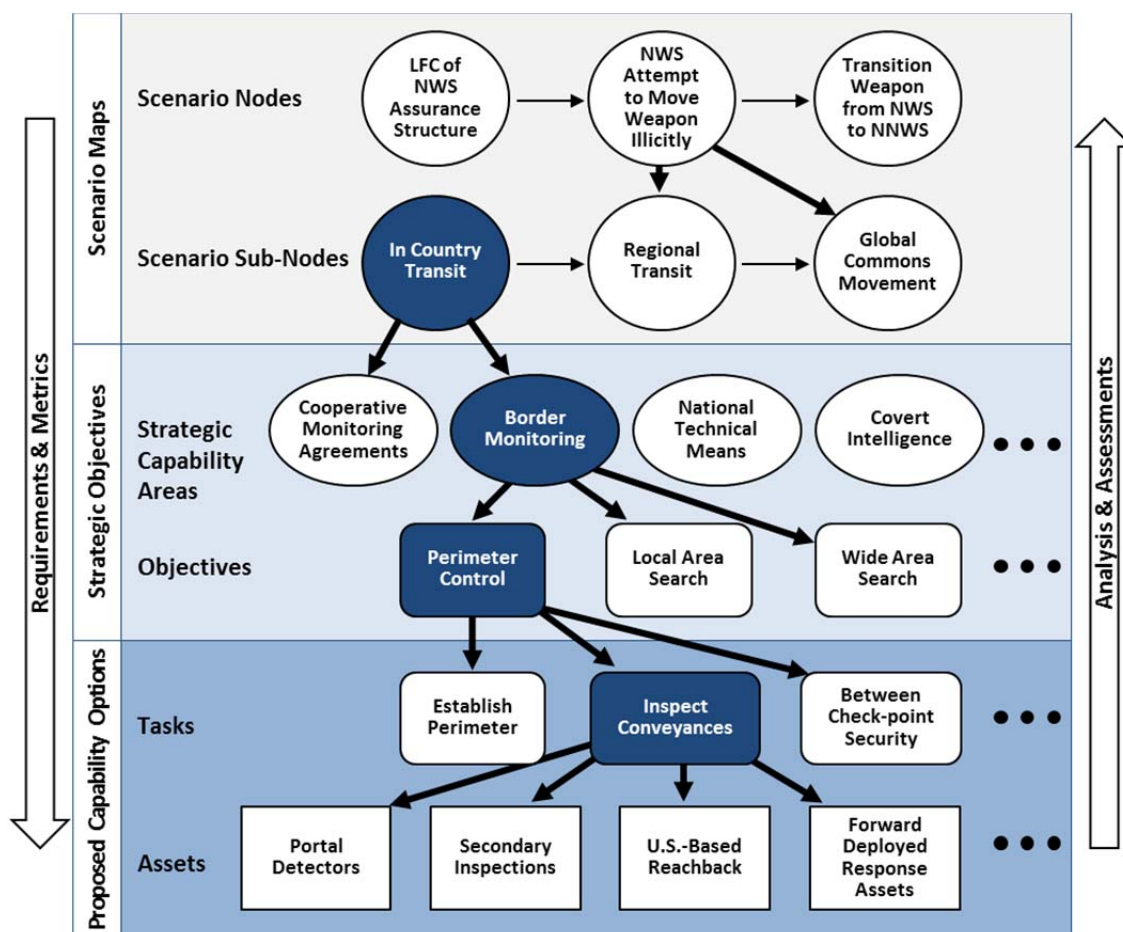 Scenario Maps
Scenario Nodes
LFC of
NWS
Assurance
Structure
NWS
Attempt
to Move
Weapon
Illicitly
Transition
Weapon
from NWS
to NNWS
Scenario Sub-Nodes
In Country
Transit
Regional
Transit
Global
Commons
Movement
Requirements & Metrics
Analysis & Assessments
Strategic Objectives
Strategic
Capability
Areas
Cooperative
Monitoring
Agreements
Border
Monitoring
National
Technical
Means
Covert
Intelligence
Objectives
Perimeter
Control
Local Area
Search
Wide Area
Search
Proposed Capability Options
Tasks
Establish
Perimeter
Inspect
Conveyances
Between
Check-point
Security
Assets
Portal
Detectors
Secondary
Inspections
U.S.-Based
Reachback
Forward
Deployed
Response
Assets